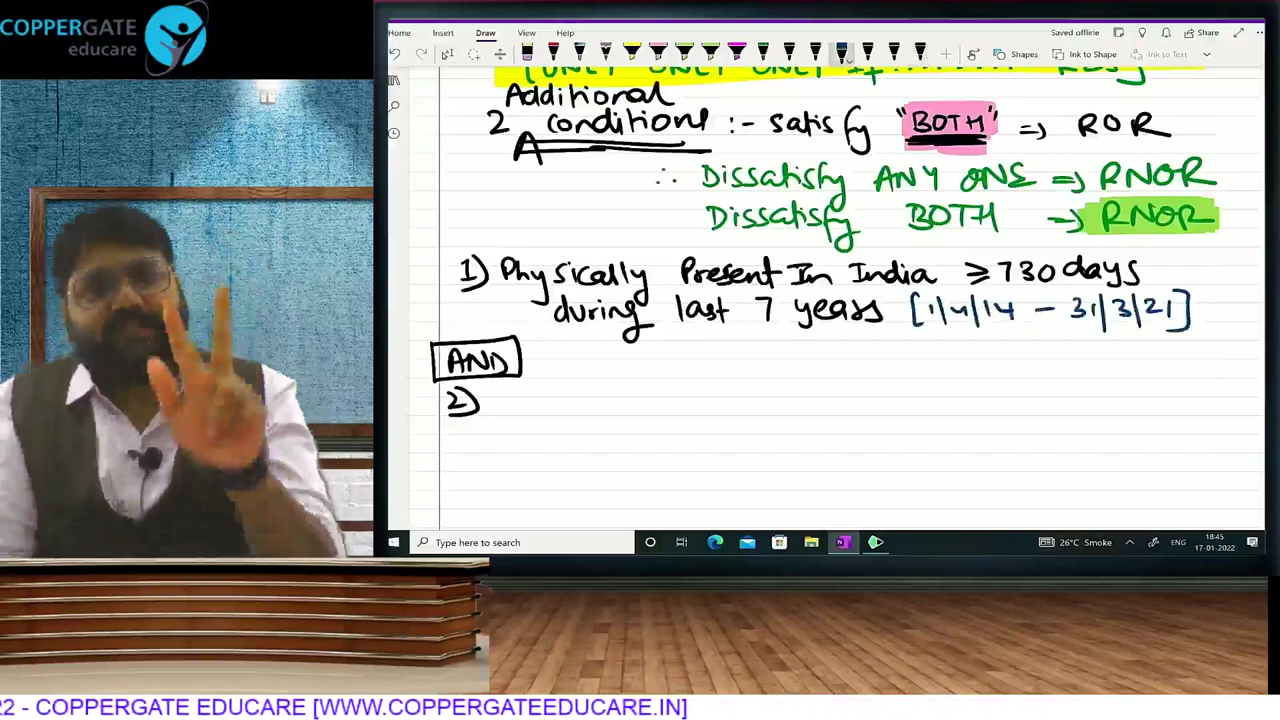 COPPERGATE
educare
Home Insert Draw View Help
Saved offline Share
Shapes Ink to Shape Ink to Text
Additional
2 conditions :- satisfy "BOTH" => ROR
∴ Dissatisfy ANY ONE => RNOR
Dissatisfy BOTH => RNOR
1) Physically Present In India ≥ 730 days
during last 7 years [1/4/14 - 31/3/21]
AND
2)
Type here to search
26°C Smoke ENG 18:45
17-01-2022
22 - COPPERGATE EDUCARE [WWW.COPPERGATEEDUCARE.IN]